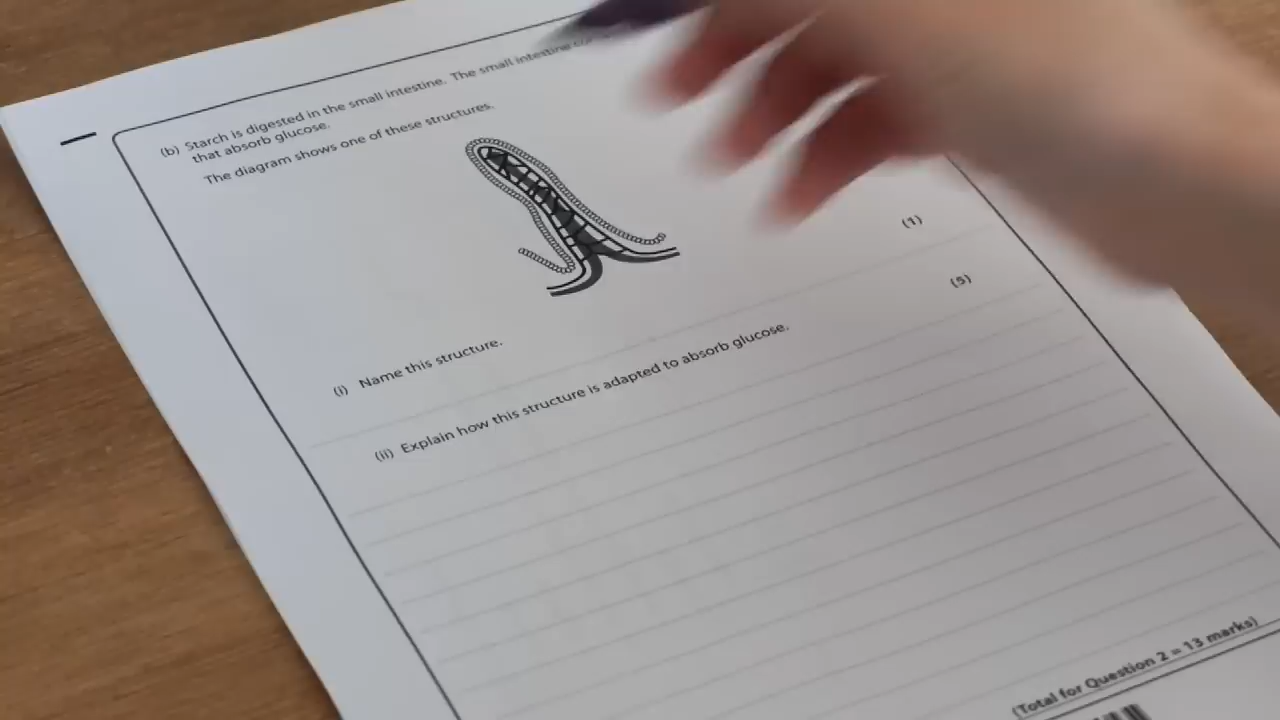 (b) Starch is digested in the small intestine. The small intestine
that absorb glucose.
The diagram shows one of these structures.
(i) Name this structure.
(1)
(ii) Explain how this structure is adapted to absorb glucose.
(5)
(Total for Question 2 = 13 marks)